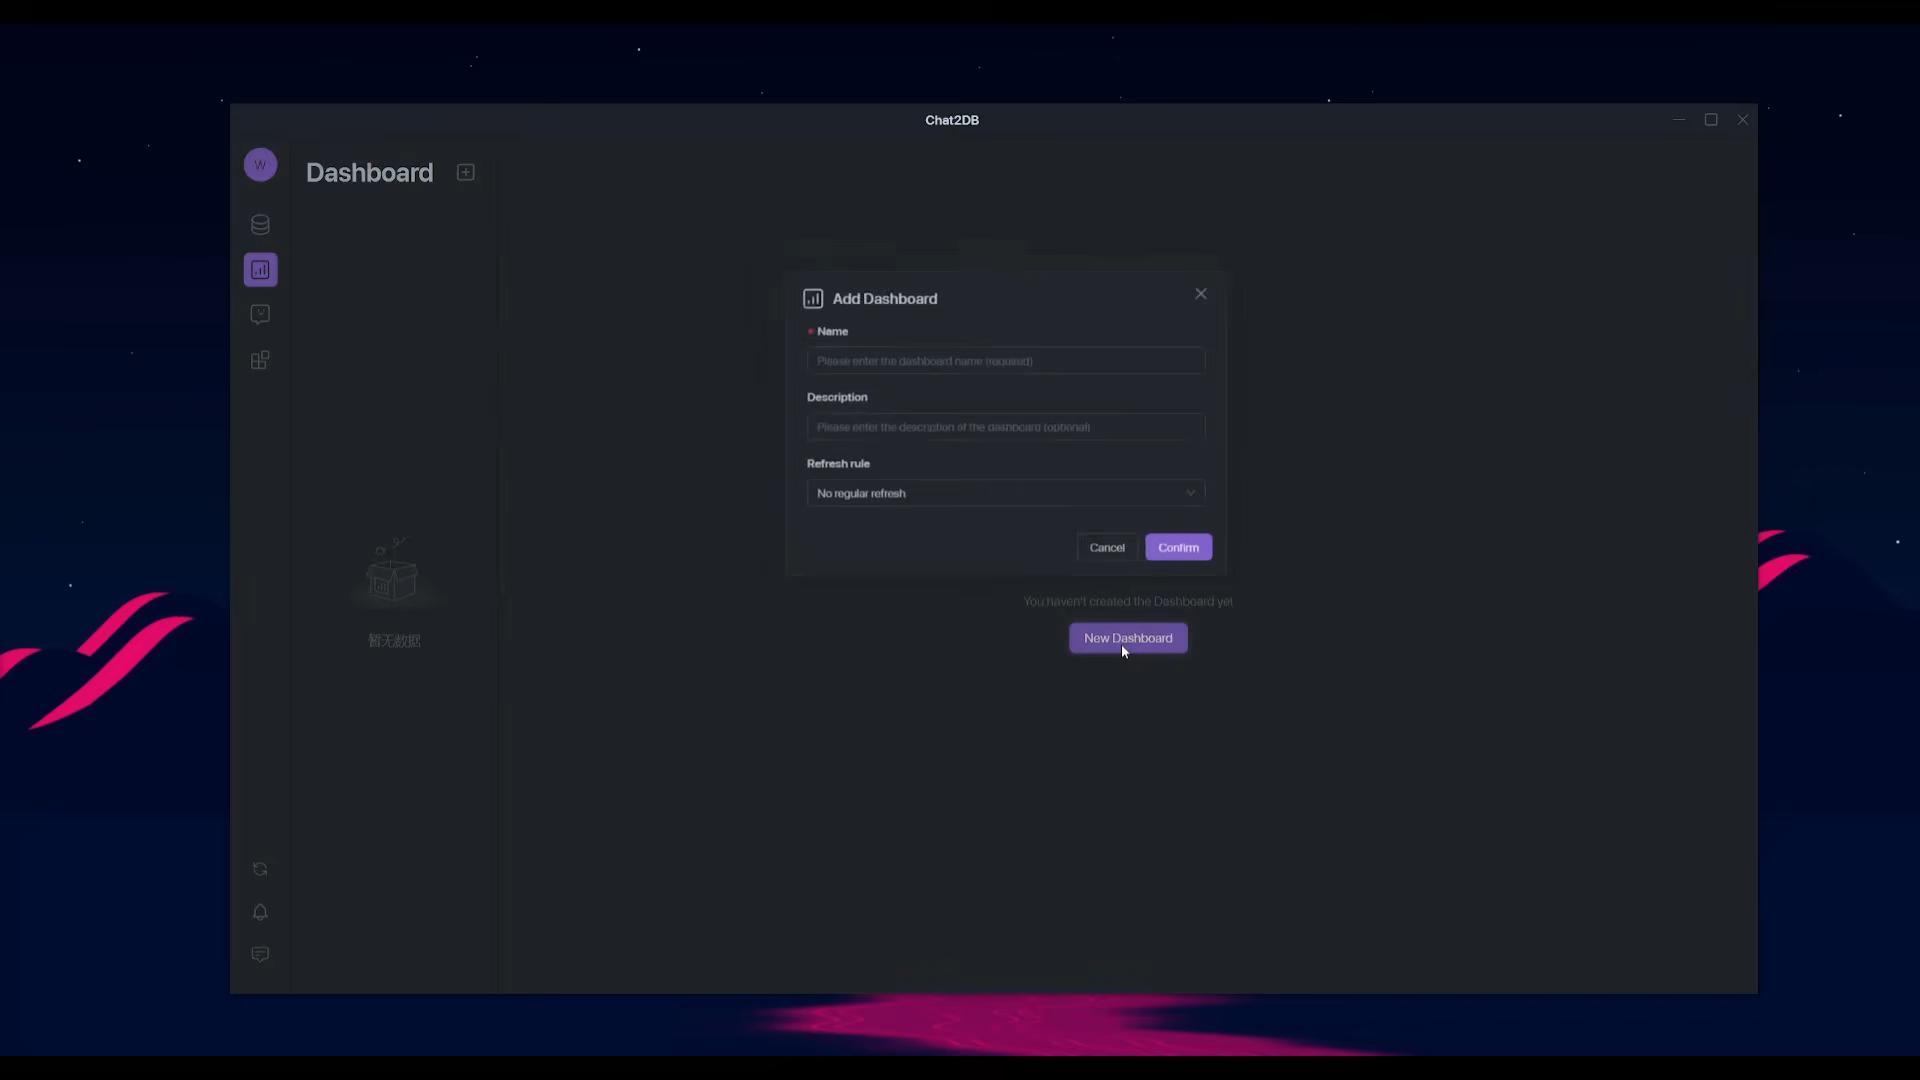 Chat2DB
W
Dashboard
Add Dashboard
* Name
Please enter the dashboard name (required)
Description
Please enter the description of the dashboard (optional)
Refresh rule
No regular refresh
Cancel
Confirm
You haven't created the Dashboard yet
New Dashboard
暂无数据